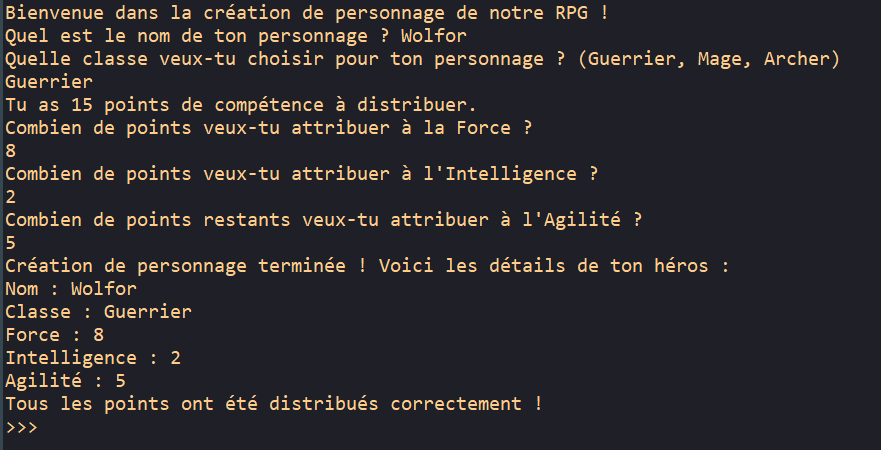 Bienvenue dans la création de personnage de notre RPG !
Quel est le nom de ton personnage ? Wolfor
Quelle classe veux-tu choisir pour ton personnage ? (Guerrier, Mage, Archer)
Guerrier
Tu as 15 points de compétence à distribuer.
Combien de points veux-tu attribuer à la Force ?
8
Combien de points veux-tu attribuer à l'Intelligence ?
2
Combien de points restants veux-tu attribuer à l'Agilité ?
5
Création de personnage terminée ! Voici les détails de ton héros :
Nom : Wolfor
Classe : Guerrier
Force : 8
Intelligence : 2
Agilité : 5
Tous les points ont été distribués correctement !
>>>